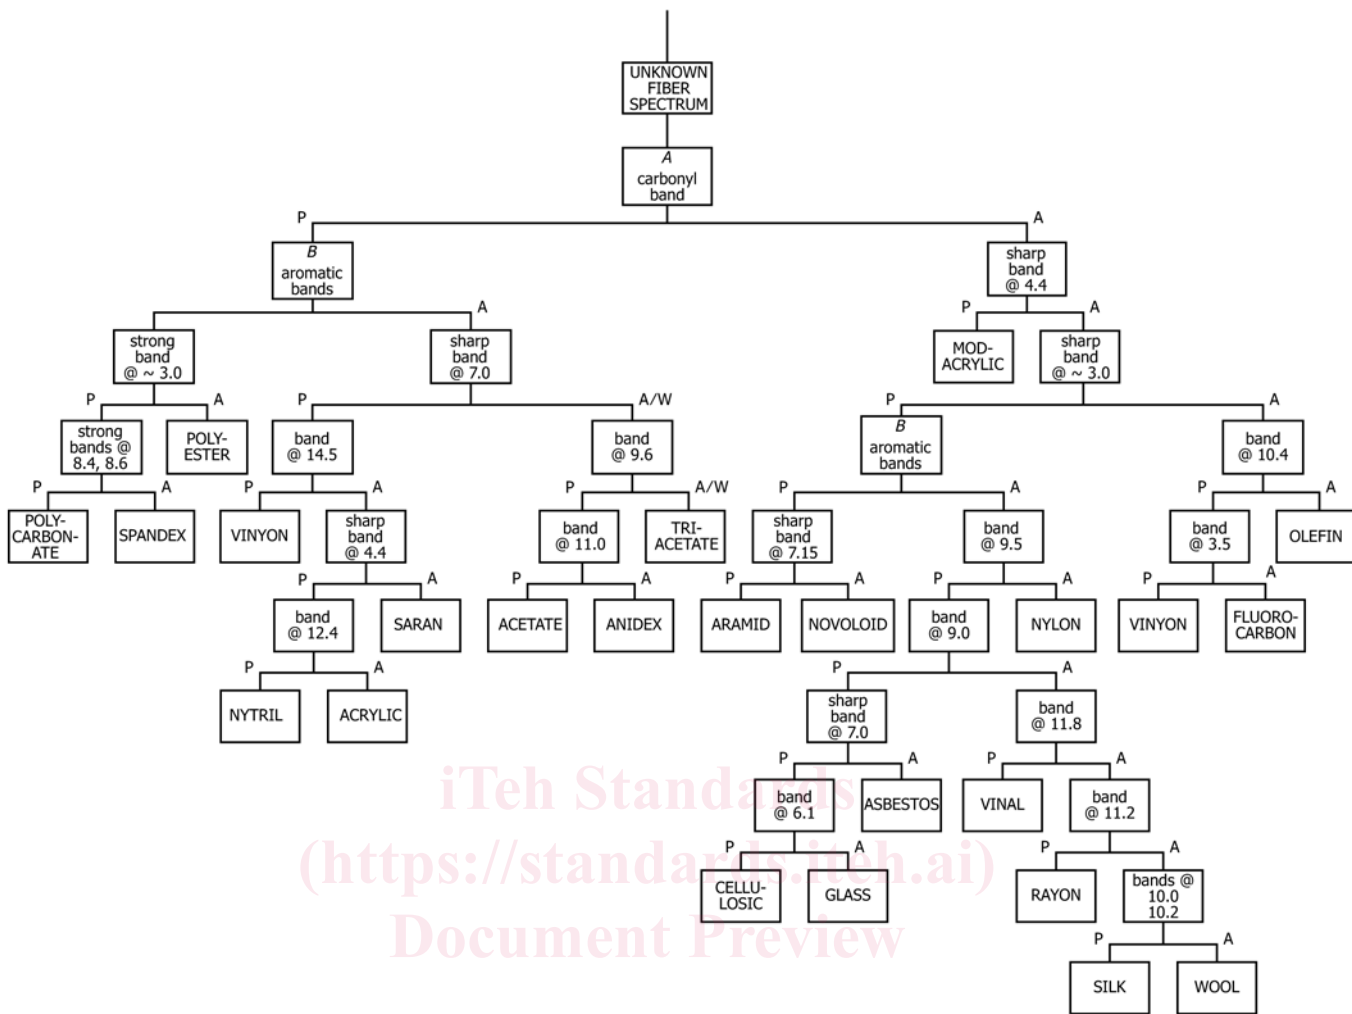 UNKNOWN
FIBER
SPECTRUM
A
carbonyl
band
P
A
B
aromatic
bands
sharp
band
@ 4.4
A
P
A
strong
band
@ ~ 3.0
sharp
band
@ 7.0
MOD-
ACRYLIC
sharp
band
@ ~ 3.0
P
A
P
A/W
P
A
strong
bands @
8.4, 8.6
POLY-
ESTER
band
@ 14.5
band
@ 9.6
B
aromatic
bands
band
@ 10.4
P
A
P
A
P
A/W
P
A
P
A
POLY-
CARBON-
ATE
SPANDEX
VINYON
sharp
band
@ 4.4
band
@ 11.0
TRI-
ACETATE
sharp
band
@ 7.15
band
@ 9.5
band
@ 3.5
OLEFIN
P
A
P
A
P
A
P
A
P
A
band
@ 12.4
SARAN
ACETATE
ANIDEX
ARAMID
NOVOLOID
band
@ 9.0
NYLON
VINYON
FLUORO-
CARBON
P
A
P
A
NYTRIL
ACRYLIC
sharp
band
@ 7.0
band
@ 11.8
P
A
P
A
band
@ 6.1
ASBESTOS
VINAL
band
@ 11.2
P
A
P
A
CELLU-
LOSIC
GLASS
RAYON
bands @
10.0
10.2
P
A
SILK
WOOL
iTeh Standards
(https://standards.iteh.ai)
Document Preview